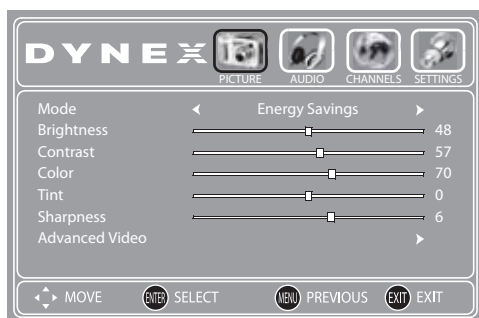 DYNEX
PICTURE AUDIO CHANNELS SETTINGS
Mode Energy Savings
Brightness 48
Contrast 57
Color 70
Tint 0
Sharpness 6
Advanced Video
MOVE ENTER SELECT MENU PREVIOUS EXIT EXIT